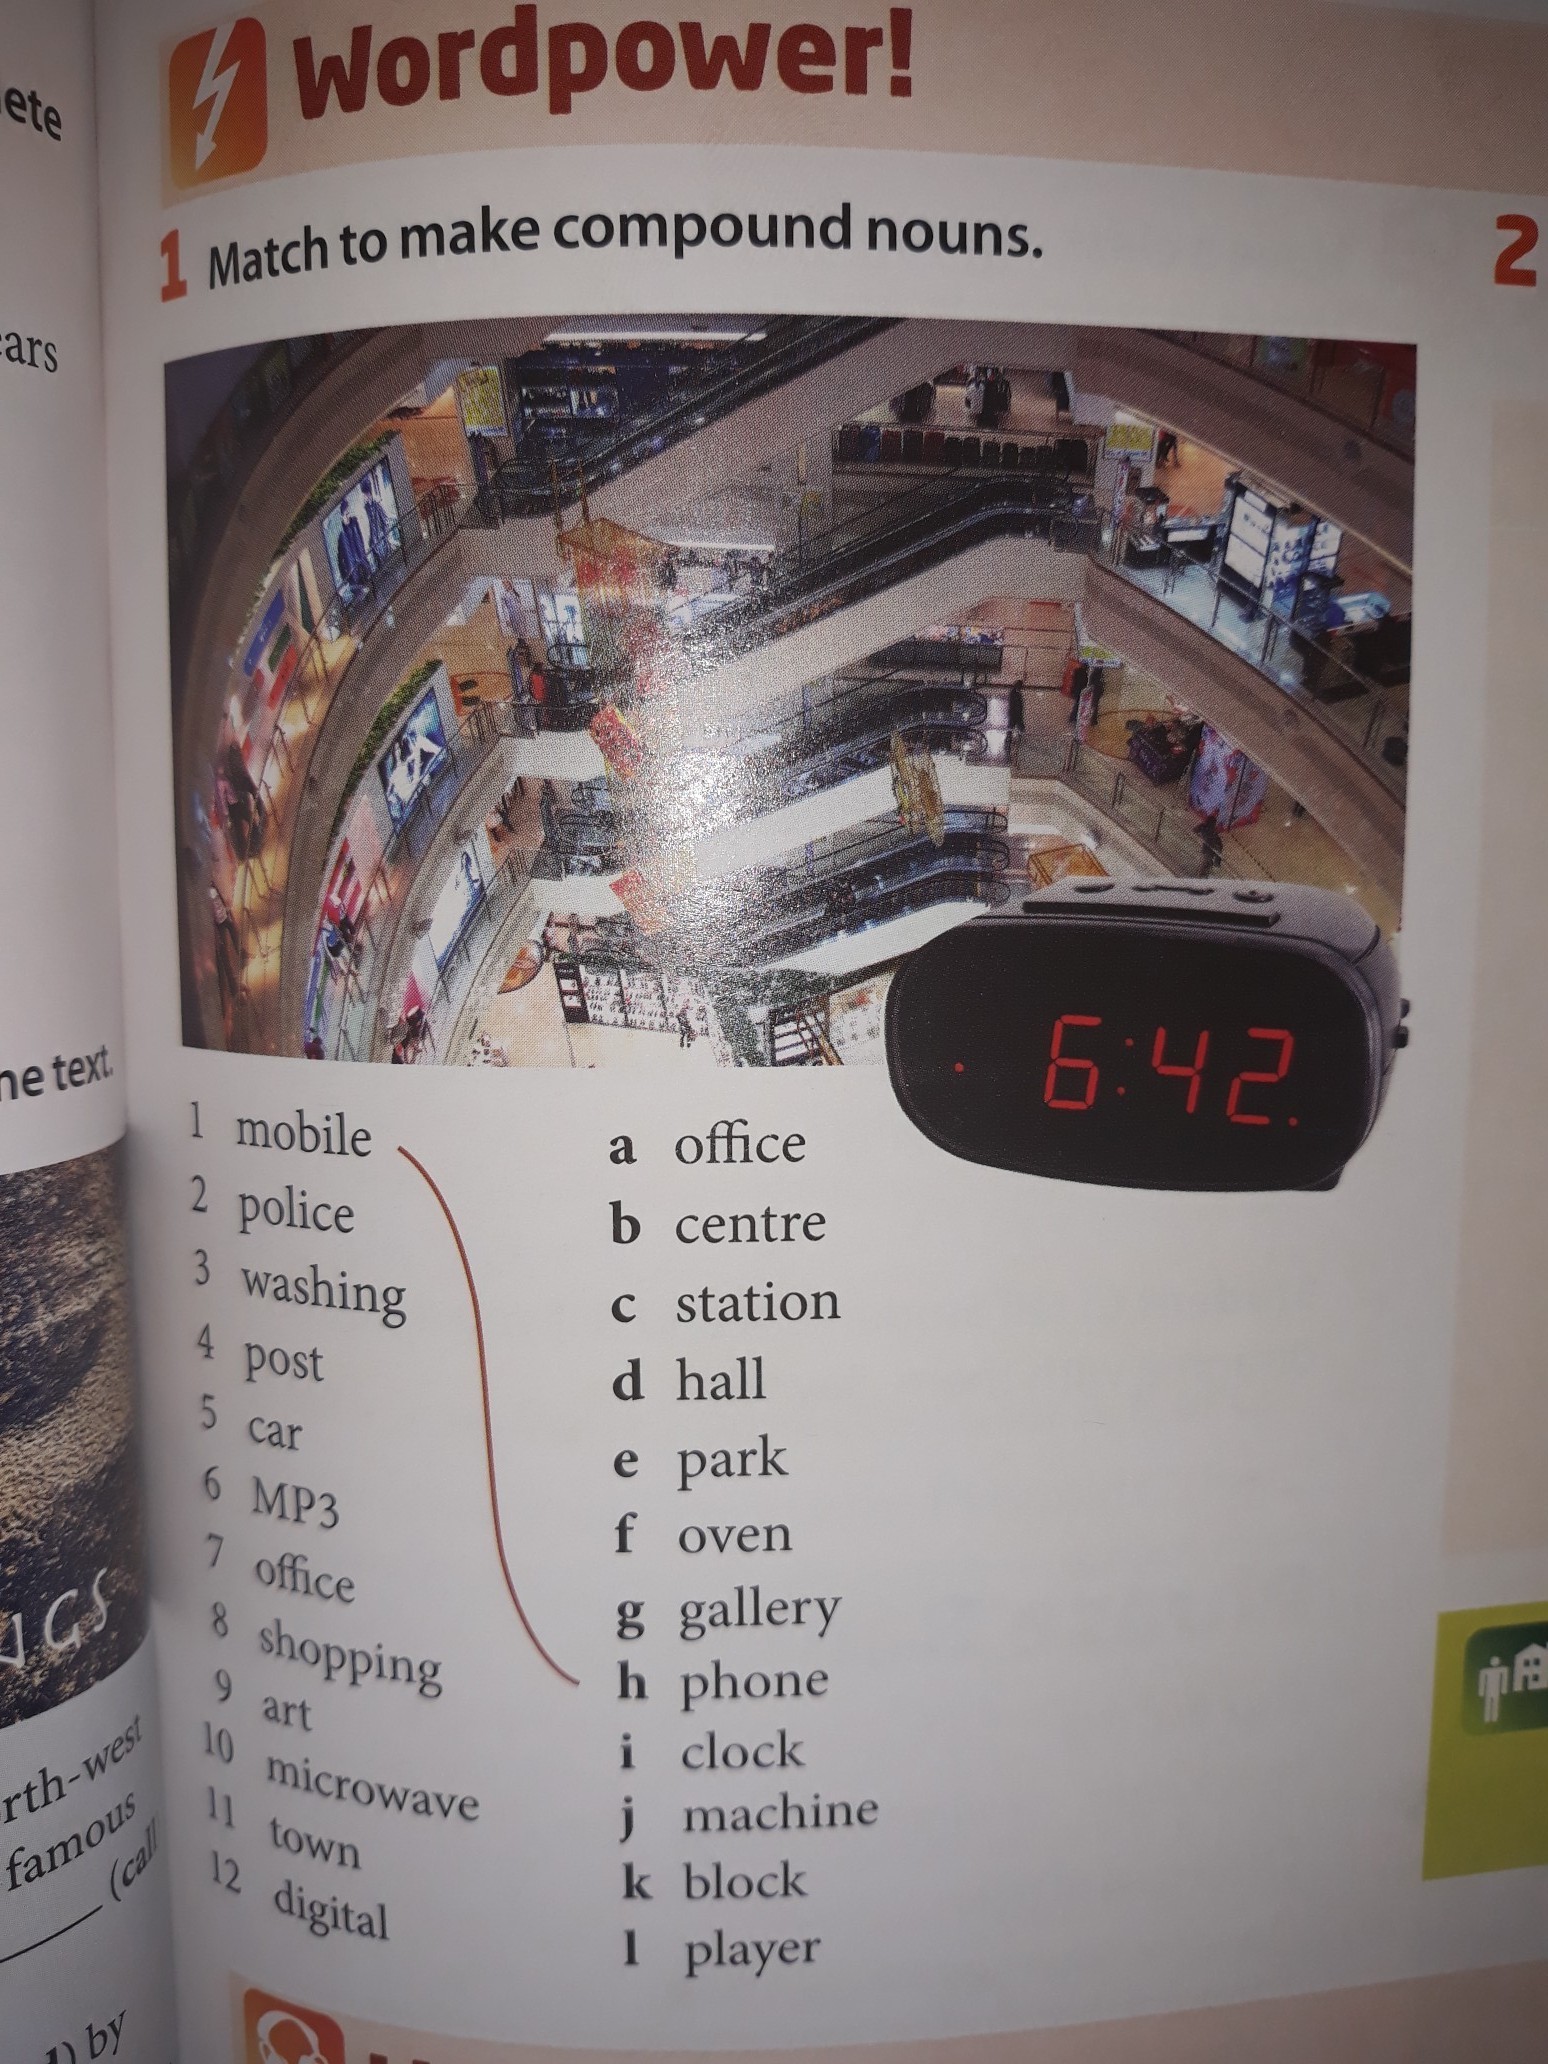 ete
ars
he text.
NGS
rth-west
famous
(call
by
Wordpower!
1 Match to make compound nouns.
6:42
1 mobile
2 police
3 washing
4 post
5 car
6 MP3
7 office
8 shopping
9 art
10 microwave
11 town
12 digital
a office
b centre
c station
d hall
e park
f oven
g gallery
h phone
i clock
j machine
k block
l player
2